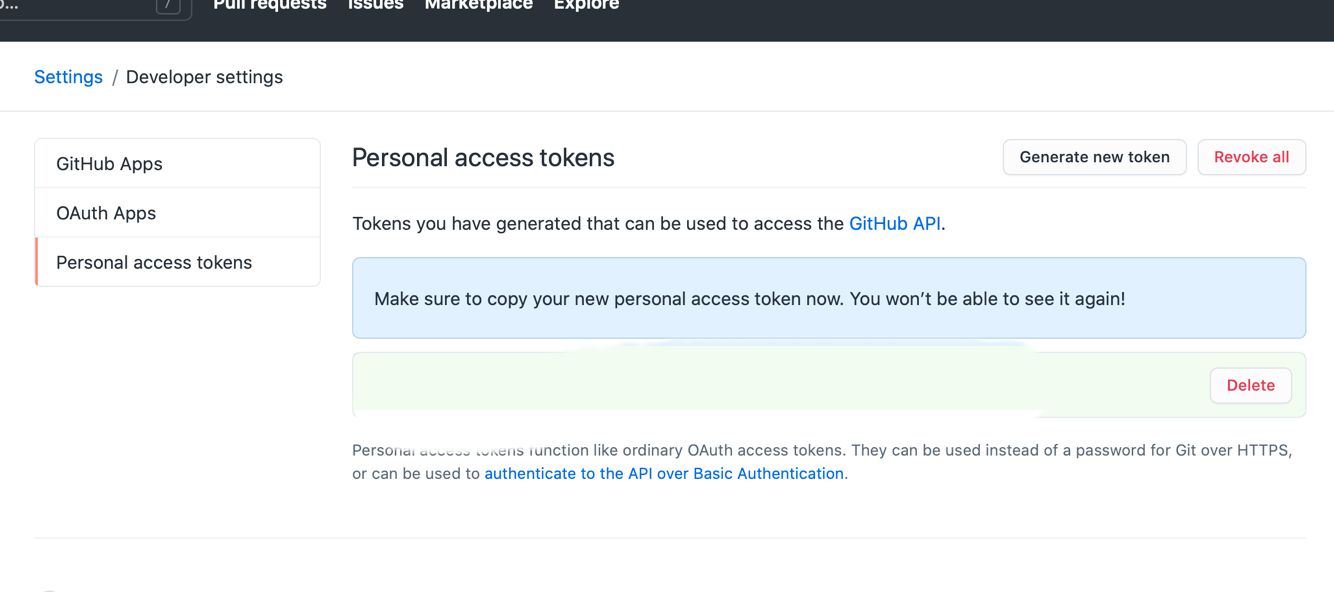 / Pull requests Issues Marketplace Explore
Settings / Developer settings
GitHub Apps
OAuth Apps
Personal access tokens
Personal access tokens
Generate new token
Revoke all
Tokens you have generated that can be used to access the GitHub API.
Make sure to copy your new personal access token now. You won’t be able to see it again!
Delete
Personal access tokens function like ordinary OAuth access tokens. They can be used instead of a password for Git over HTTPS,
or can be used to authenticate to the API over Basic Authentication.